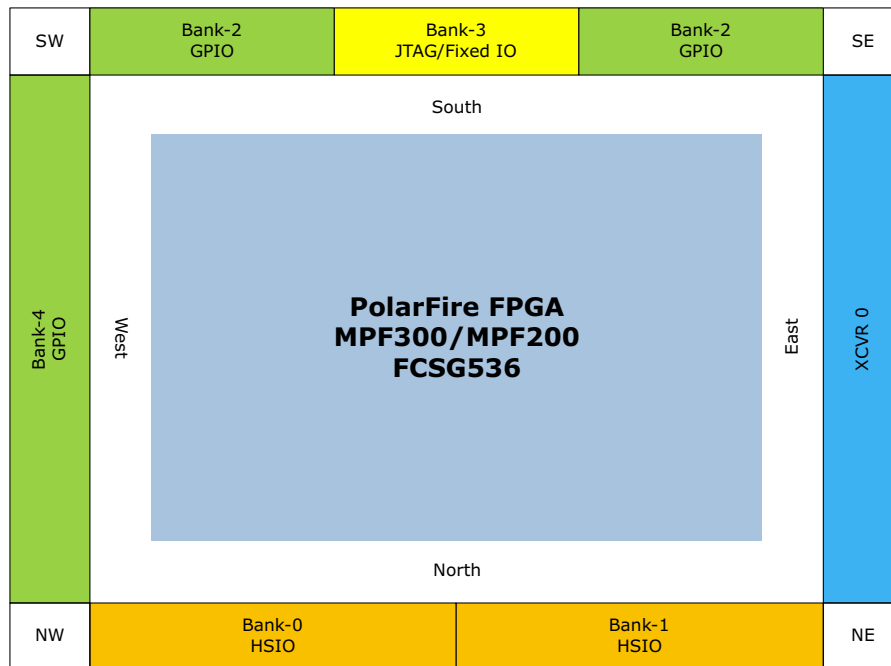 SW
Bank-2
GPIO
Bank-3
JTAG/Fixed IO
Bank-2
GPIO
SE
South
Bank-4
GPIO
West
PolarFire FPGA
MPF300/MPF200
FCSG536
East
XCVR 0
North
NW
Bank-0
HSIO
Bank-1
HSIO
NE